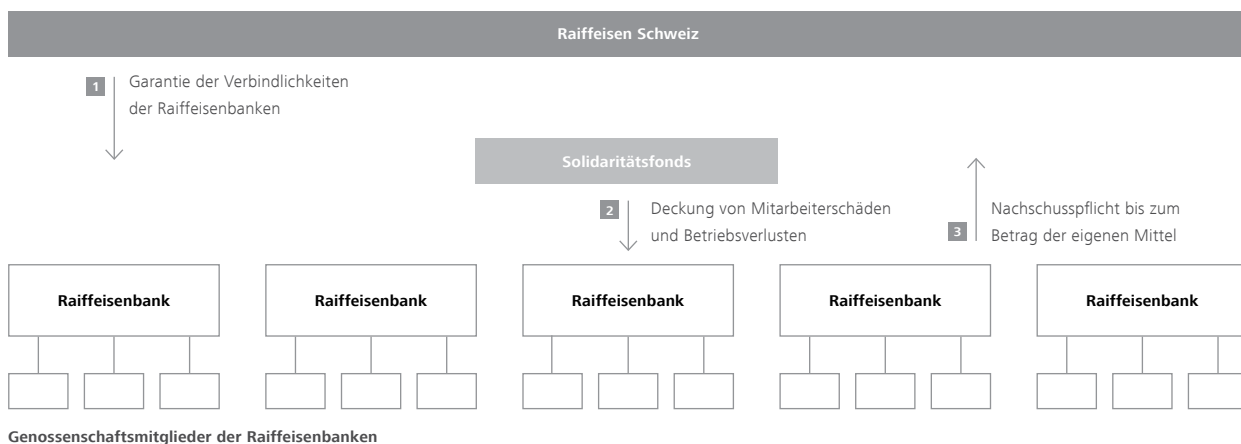 Raiffeisen Schweiz
1
Garantie der Verbindlichkeiten
der Raiffeisenbanken
Solidaritätsfonds
2
Deckung von Mitarbeiterschäden
und Betriebsverlusten
3
Nachschusspflicht bis zum
Betrag der eigenen Mittel
Raiffeisenbank
Raiffeisenbank
Raiffeisenbank
Raiffeisenbank
Raiffeisenbank
Genossenschaftsmitglieder der Raiffeisenbanken